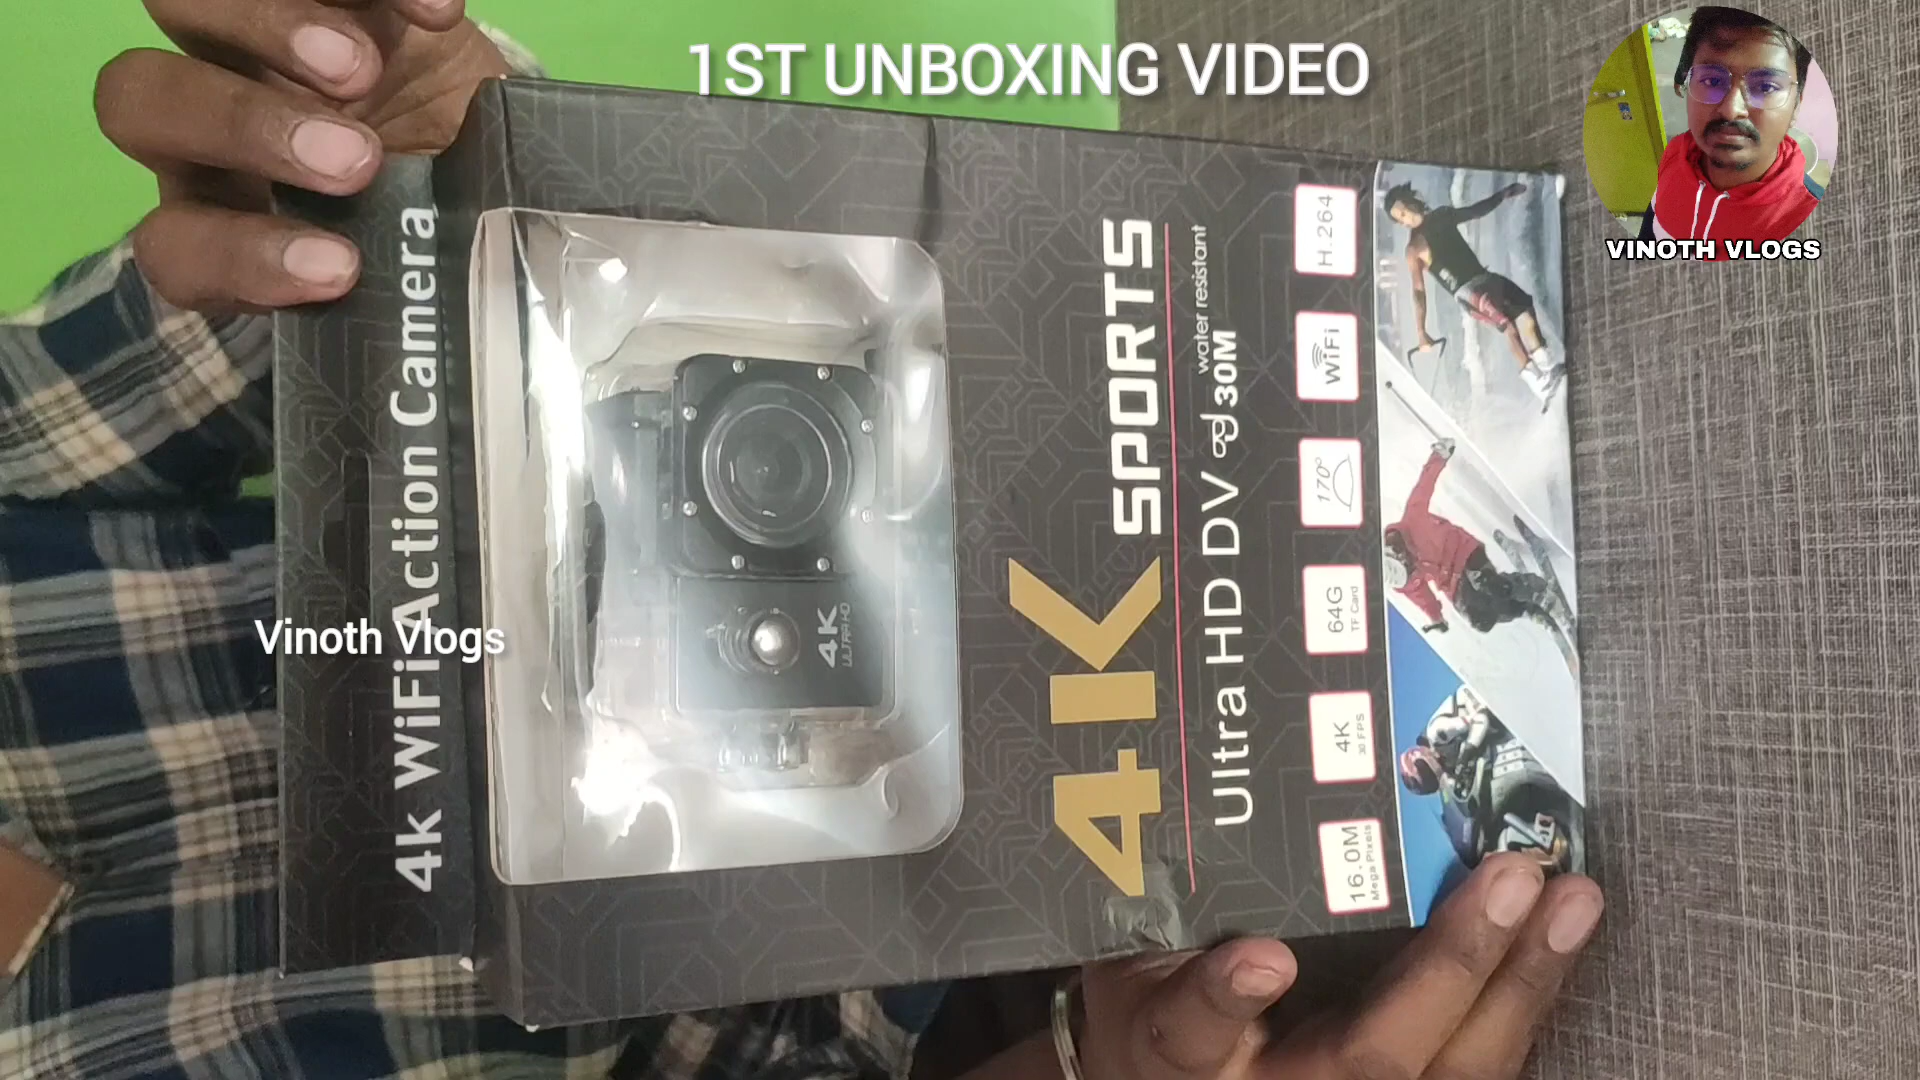 1ST UNBOXING VIDEO
VINOTH VLOGS
Vinoth Vlogs
4k WiFi Action Camera
4K
ULTRA HD
4K SPORTS
Ultra HD DV
water resistant
30M
16.0M
Mega Pixels
4K
30 FPS
64G
TF Card
170°
WiFi
H.264